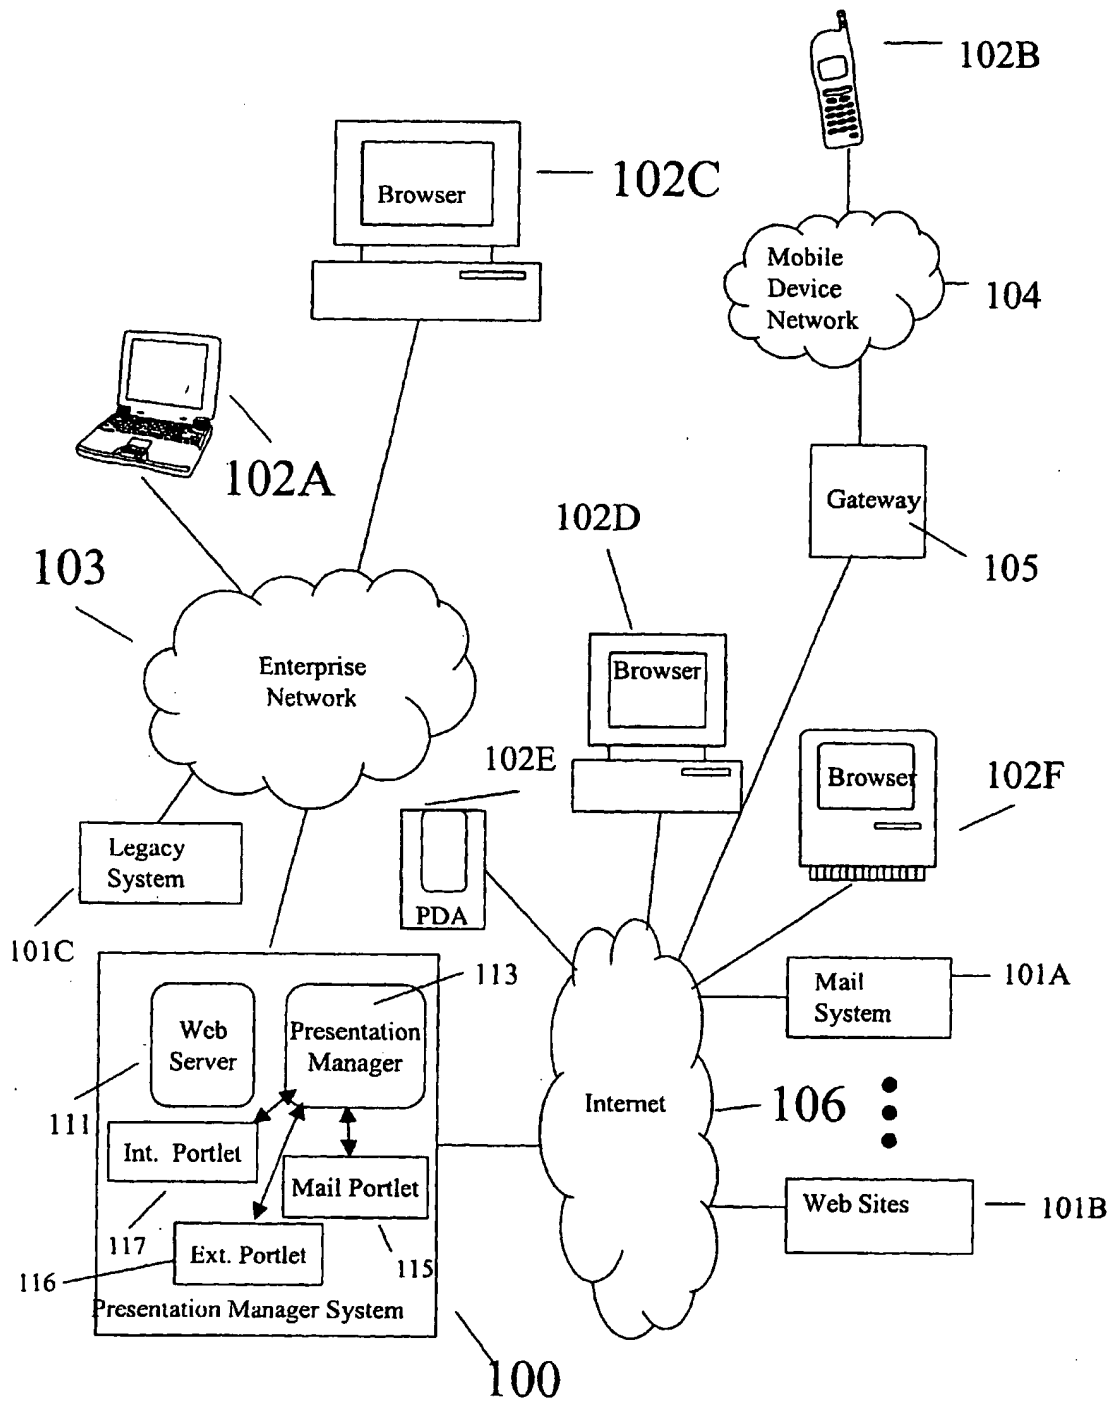 102B
Browser
102C
Mobile
Device
Network
104
102A
Gateway
105
102D
103
Enterprise
Network
Browser
102E
Browser
102F
Legacy
System
101C
PDA
113
Mail
System
101A
Web
Server
Presentation
Manager
111
Internet
106
Int. Portlet
Mail Portlet
Web Sites
101B
117
115
116
Ext. Portlet
Presentation Manager System
100